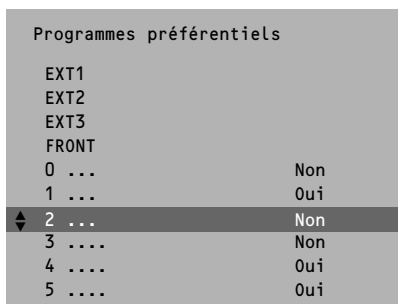 Programmes préférentiels
EXT1
EXT2
EXT3
FRONT
0 ... Non
1 ... Oui
2 ... Non
3 .... Non
4 .... Oui
5 .... Oui